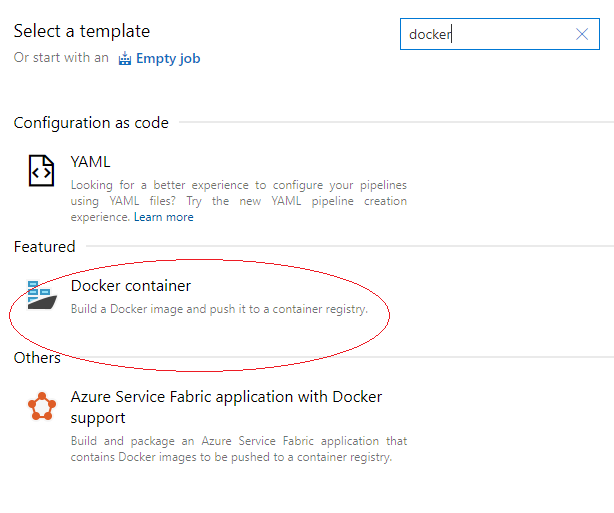 Select a template
docker
Or start with an Empty job
Configuration as code
YAML
Looking for a better experience to configure your pipelines
using YAML files? Try the new YAML pipeline creation
experience. Learn more
Featured
Docker container
Build a Docker image and push it to a container registry.
Others
Azure Service Fabric application with Docker
support
Build and package an Azure Service Fabric application that
contains Docker images to be pushed to a container registry.